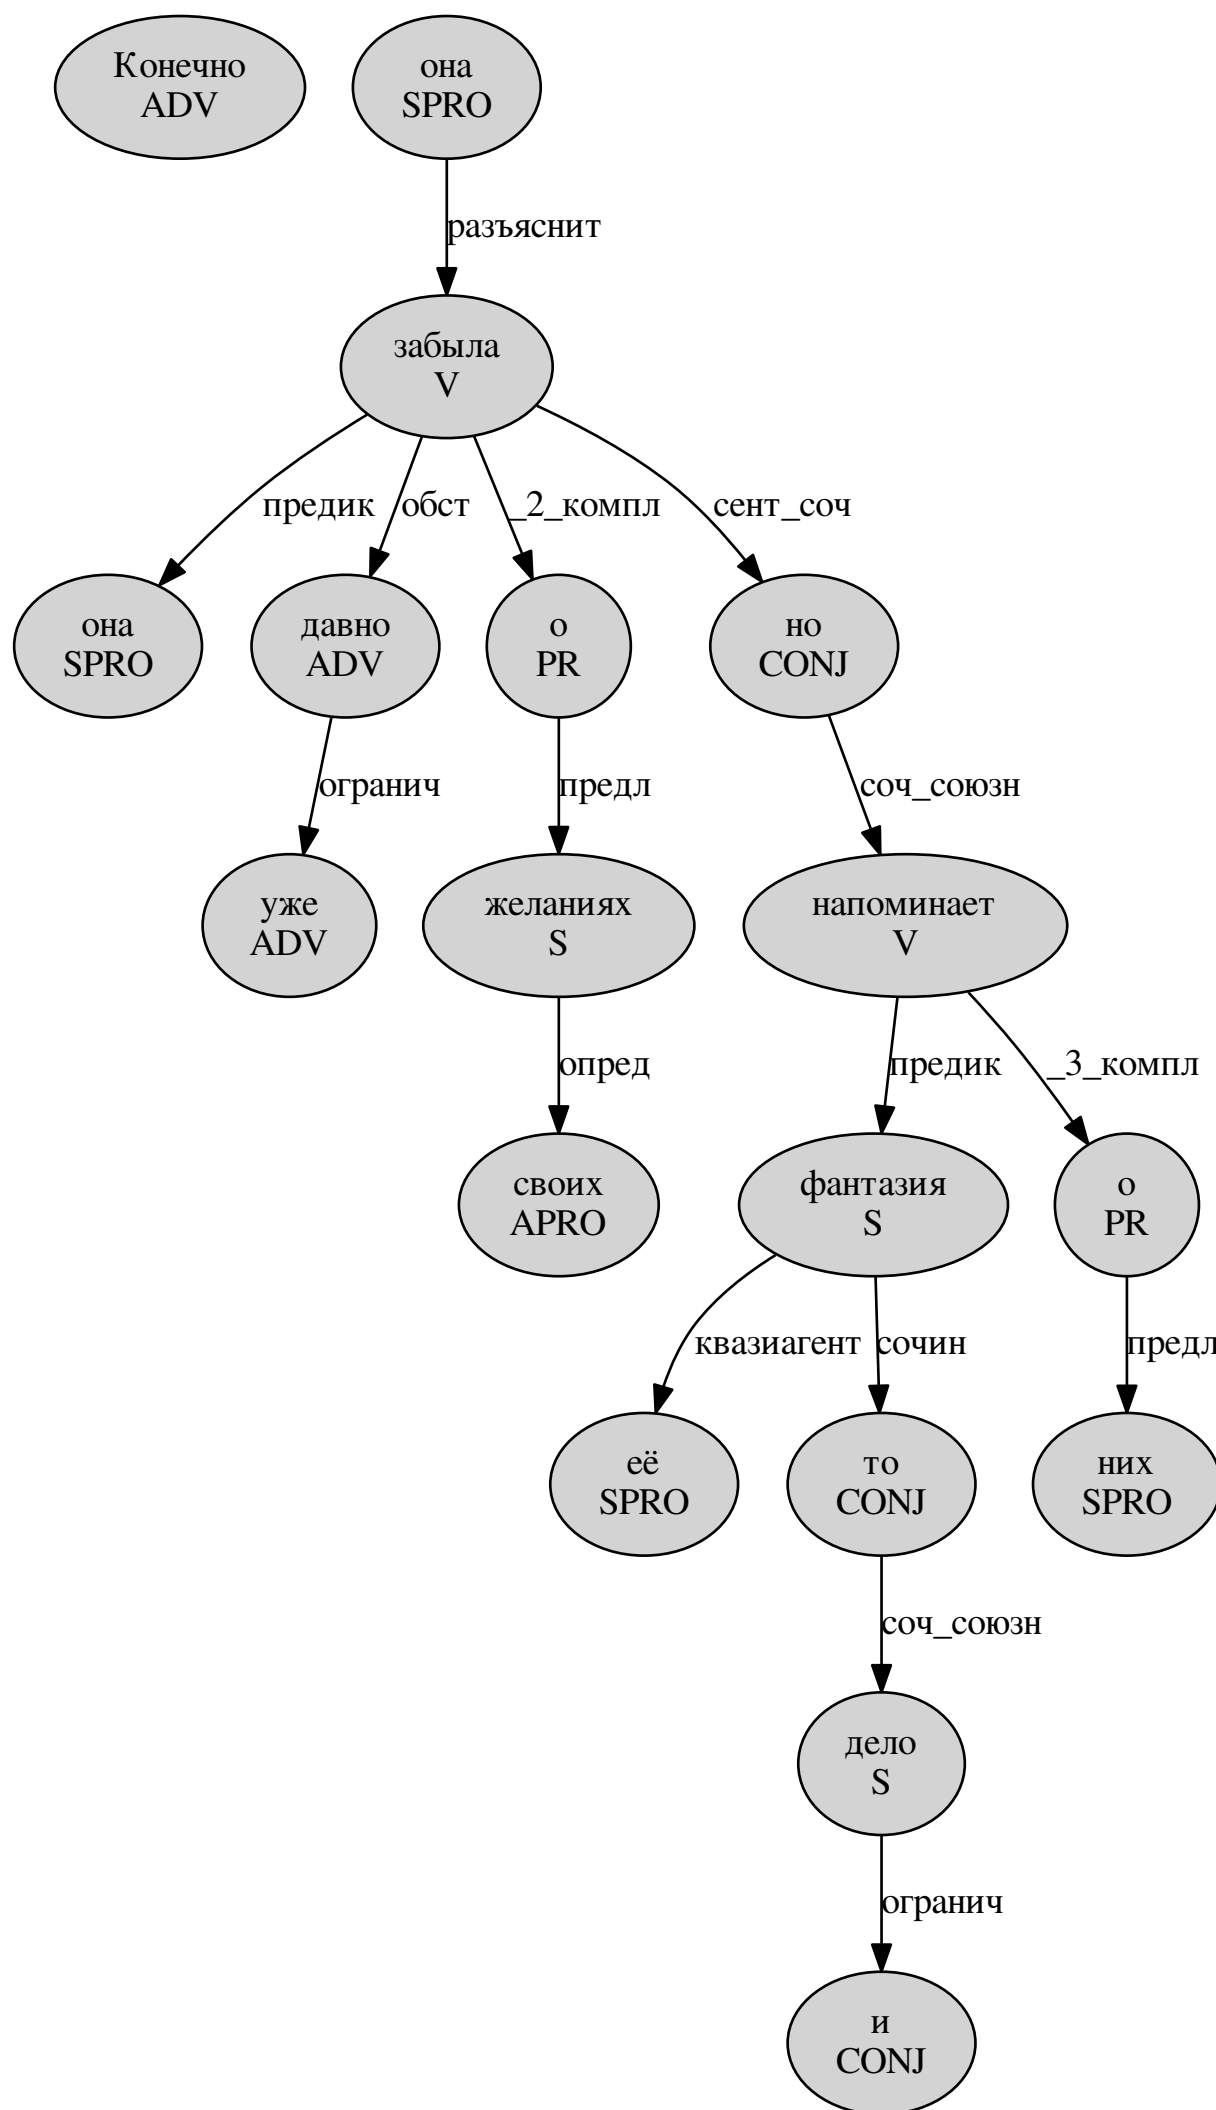 Конечно
ADV
она
SPRO
разъяснит
забыла
V
предик
обст
_2_компл
сент_соч
она
SPRO
давно
ADV
о
PR
но
CONJ
огранич
предл
соч_союзн
уже
ADV
желаниях
S
напоминает
V
опред
предик
_3_компл
своих
APRO
фантазия
S
о
PR
квазиагент
сочин
предл
её
SPRO
то
CONJ
них
SPRO
соч_союзн
дело
S
огранич
и
CONJ